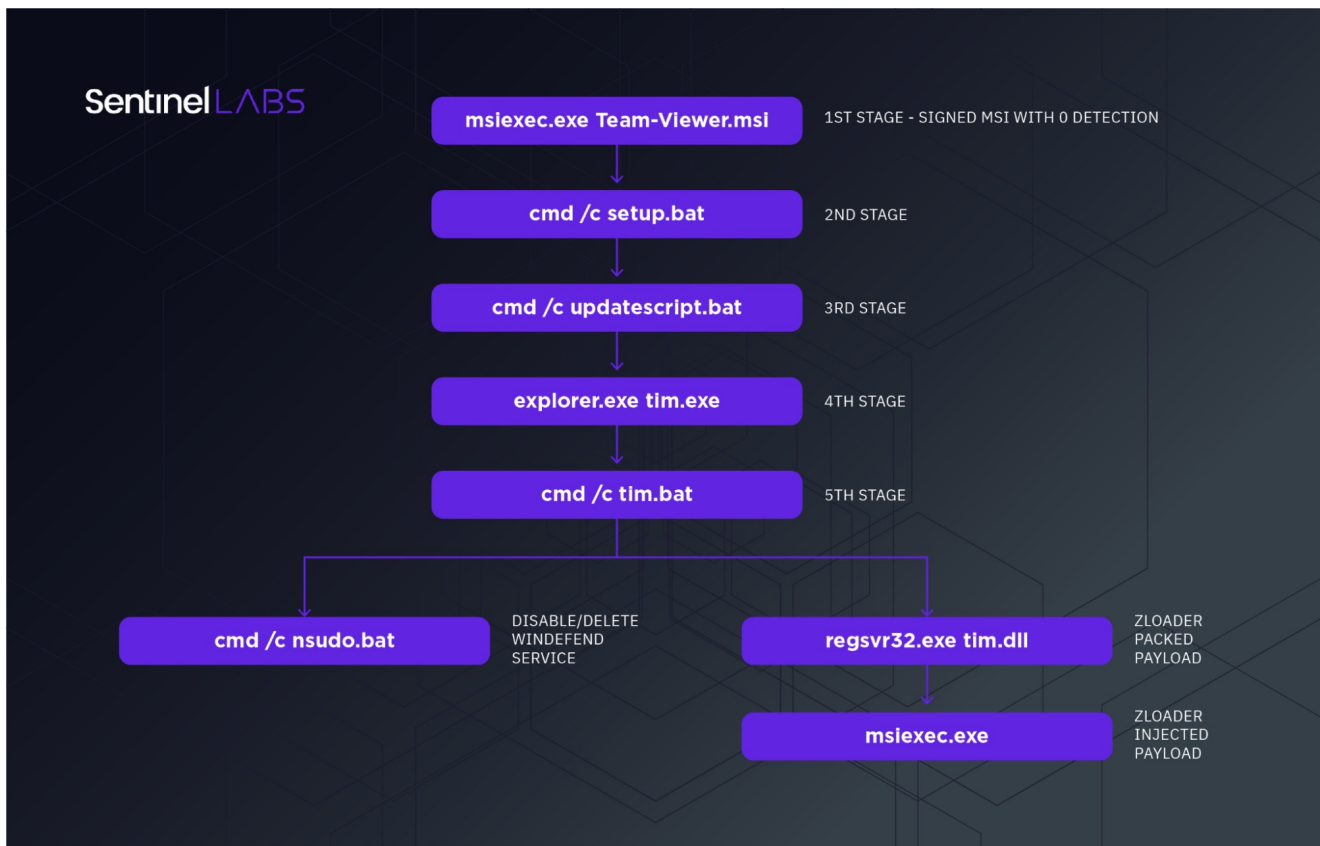 SentinelLABS
msiexec.exe Team-Viewer.msi
1ST STAGE - SIGNED MSI WITH 0 DETECTION
cmd /c setup.bat
2ND STAGE
cmd /c updatescript.bat
3RD STAGE
explorer.exe tim.exe
4TH STAGE
cmd /c tim.bat
5TH STAGE
cmd /c nsudo.bat
DISABLE/DELETE
WINDEFEND
SERVICE
regsvr32.exe tim.dll
ZLOADER
PACKED
PAYLOAD
msiexec.exe
ZLOADER
INJECTED
PAYLOAD